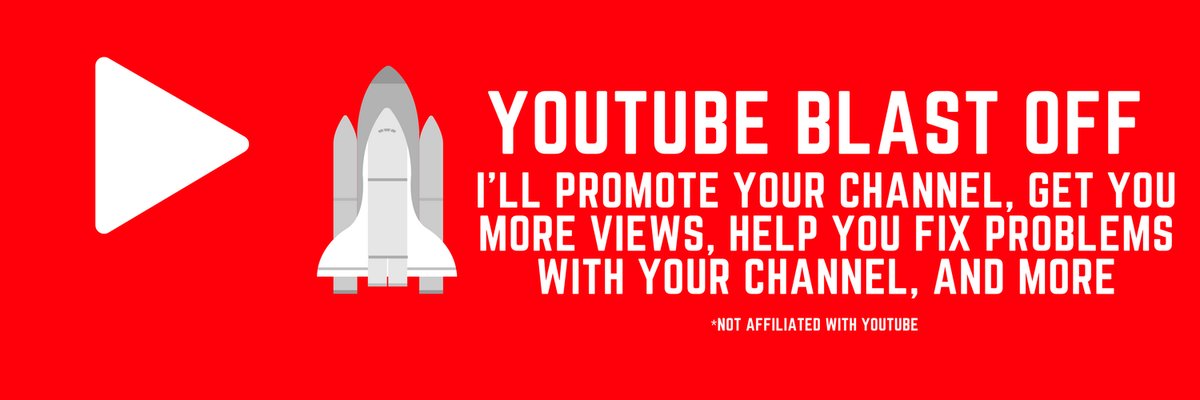 YOUTUBE BLAST OFF
I'LL PROMOTE YOUR CHANNEL, GET YOU
MORE VIEWS, HELP YOU FIX PROBLEMS
WITH YOUR CHANNEL, AND MORE
*NOT AFFILIATED WITH YOUTUBE